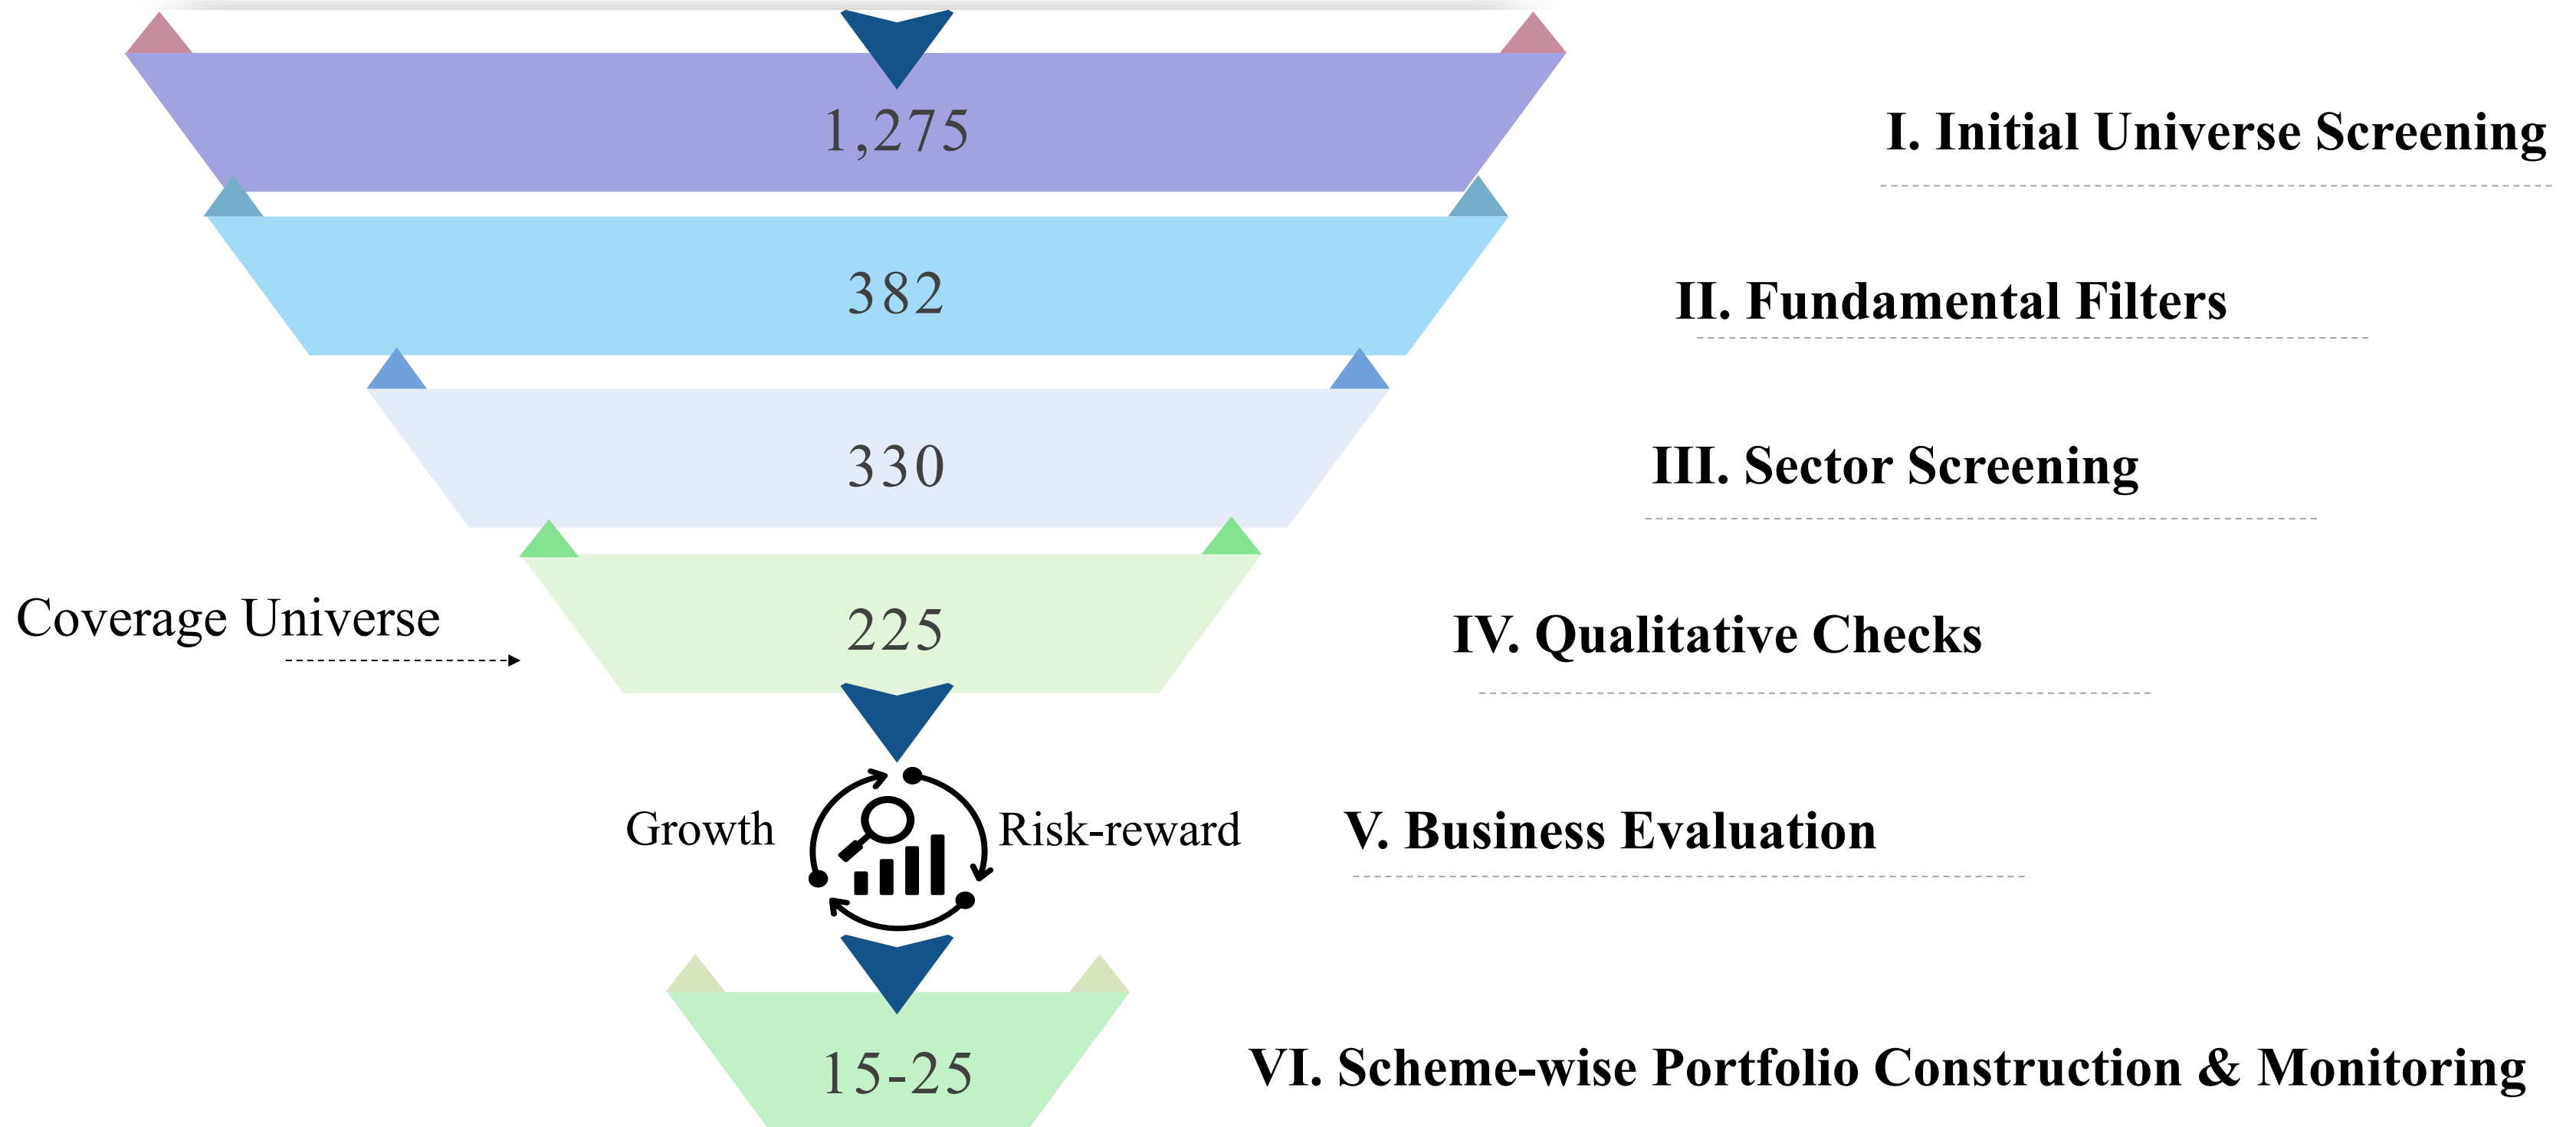 1,275
I. Initial Universe Screening
382
II. Fundamental Filters
330
III. Sector Screening
Coverage Universe
225
IV. Qualitative Checks
Growth
Risk-reward
V. Business Evaluation
15-25
VI. Scheme-wise Portfolio Construction & Monitoring